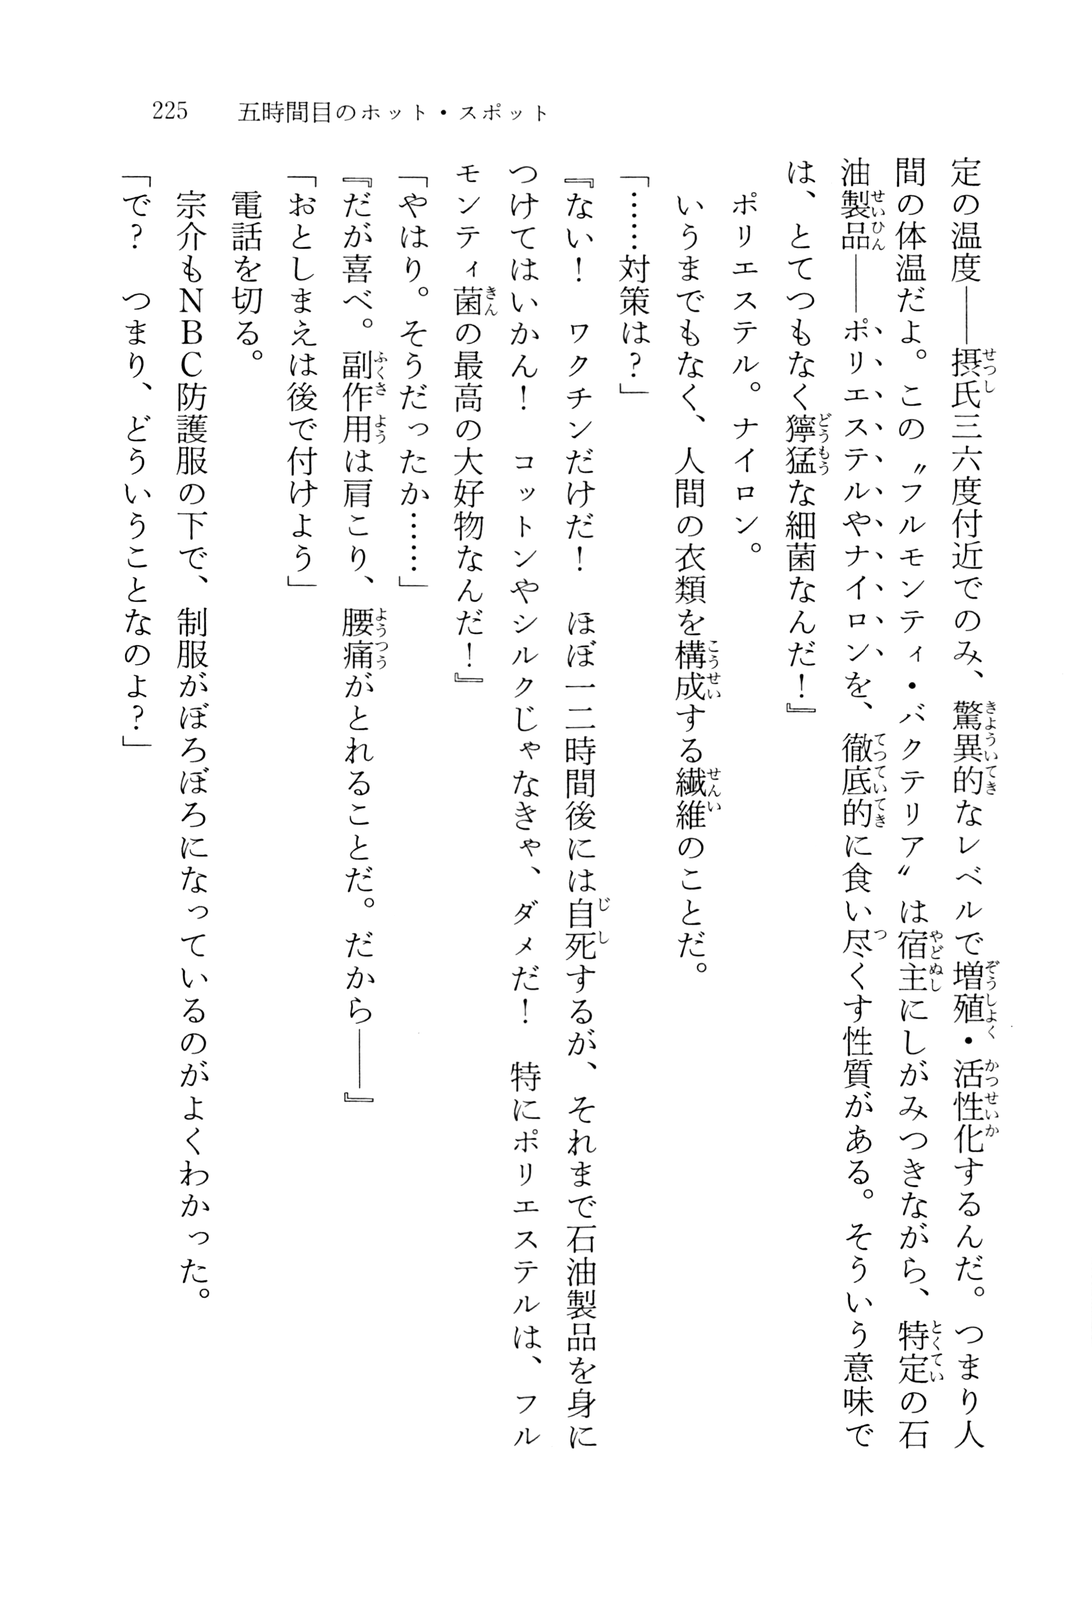 225 五時間目のホット・スポット
定の温度――摂氏三六度付近でのみ、驚異的なレベルで増殖・活性化するんだ。つまり人
間の体温だよ。この〝フルモンティ・バクテリア〟は宿主にしがみつきながら、特定の石
油製品――ポリエステルやナイロンを、徹底的に食い尽くす性質がある。そういう意味で
は、とてつもなく獰猛な細菌なんだ！』
　ポリエステル。ナイロン。
　いうまでもなく、人間の衣類を構成する繊維のことだ。
「……対策は？」
『ない！　ワクチンだけだ！　ほぼ一二時間後には自死するが、それまで石油製品を身に
つけてはいかん！　コットンやシルクじゃなきゃ、ダメだ！　特にポリエステルは、フル
モンティ菌の最高の大好物なんだ！』
「やはり。そうだったか……」
『だが喜べ。副作用は肩こり、腰痛がとれることだ。だから――』
「おとしまえは後で付けよう」
　電話を切る。
　宗介もＮＢＣ防護服の下で、制服がぼろぼろになっているのがよくわかった。
「で？　つまり、どういうことなのよ？」